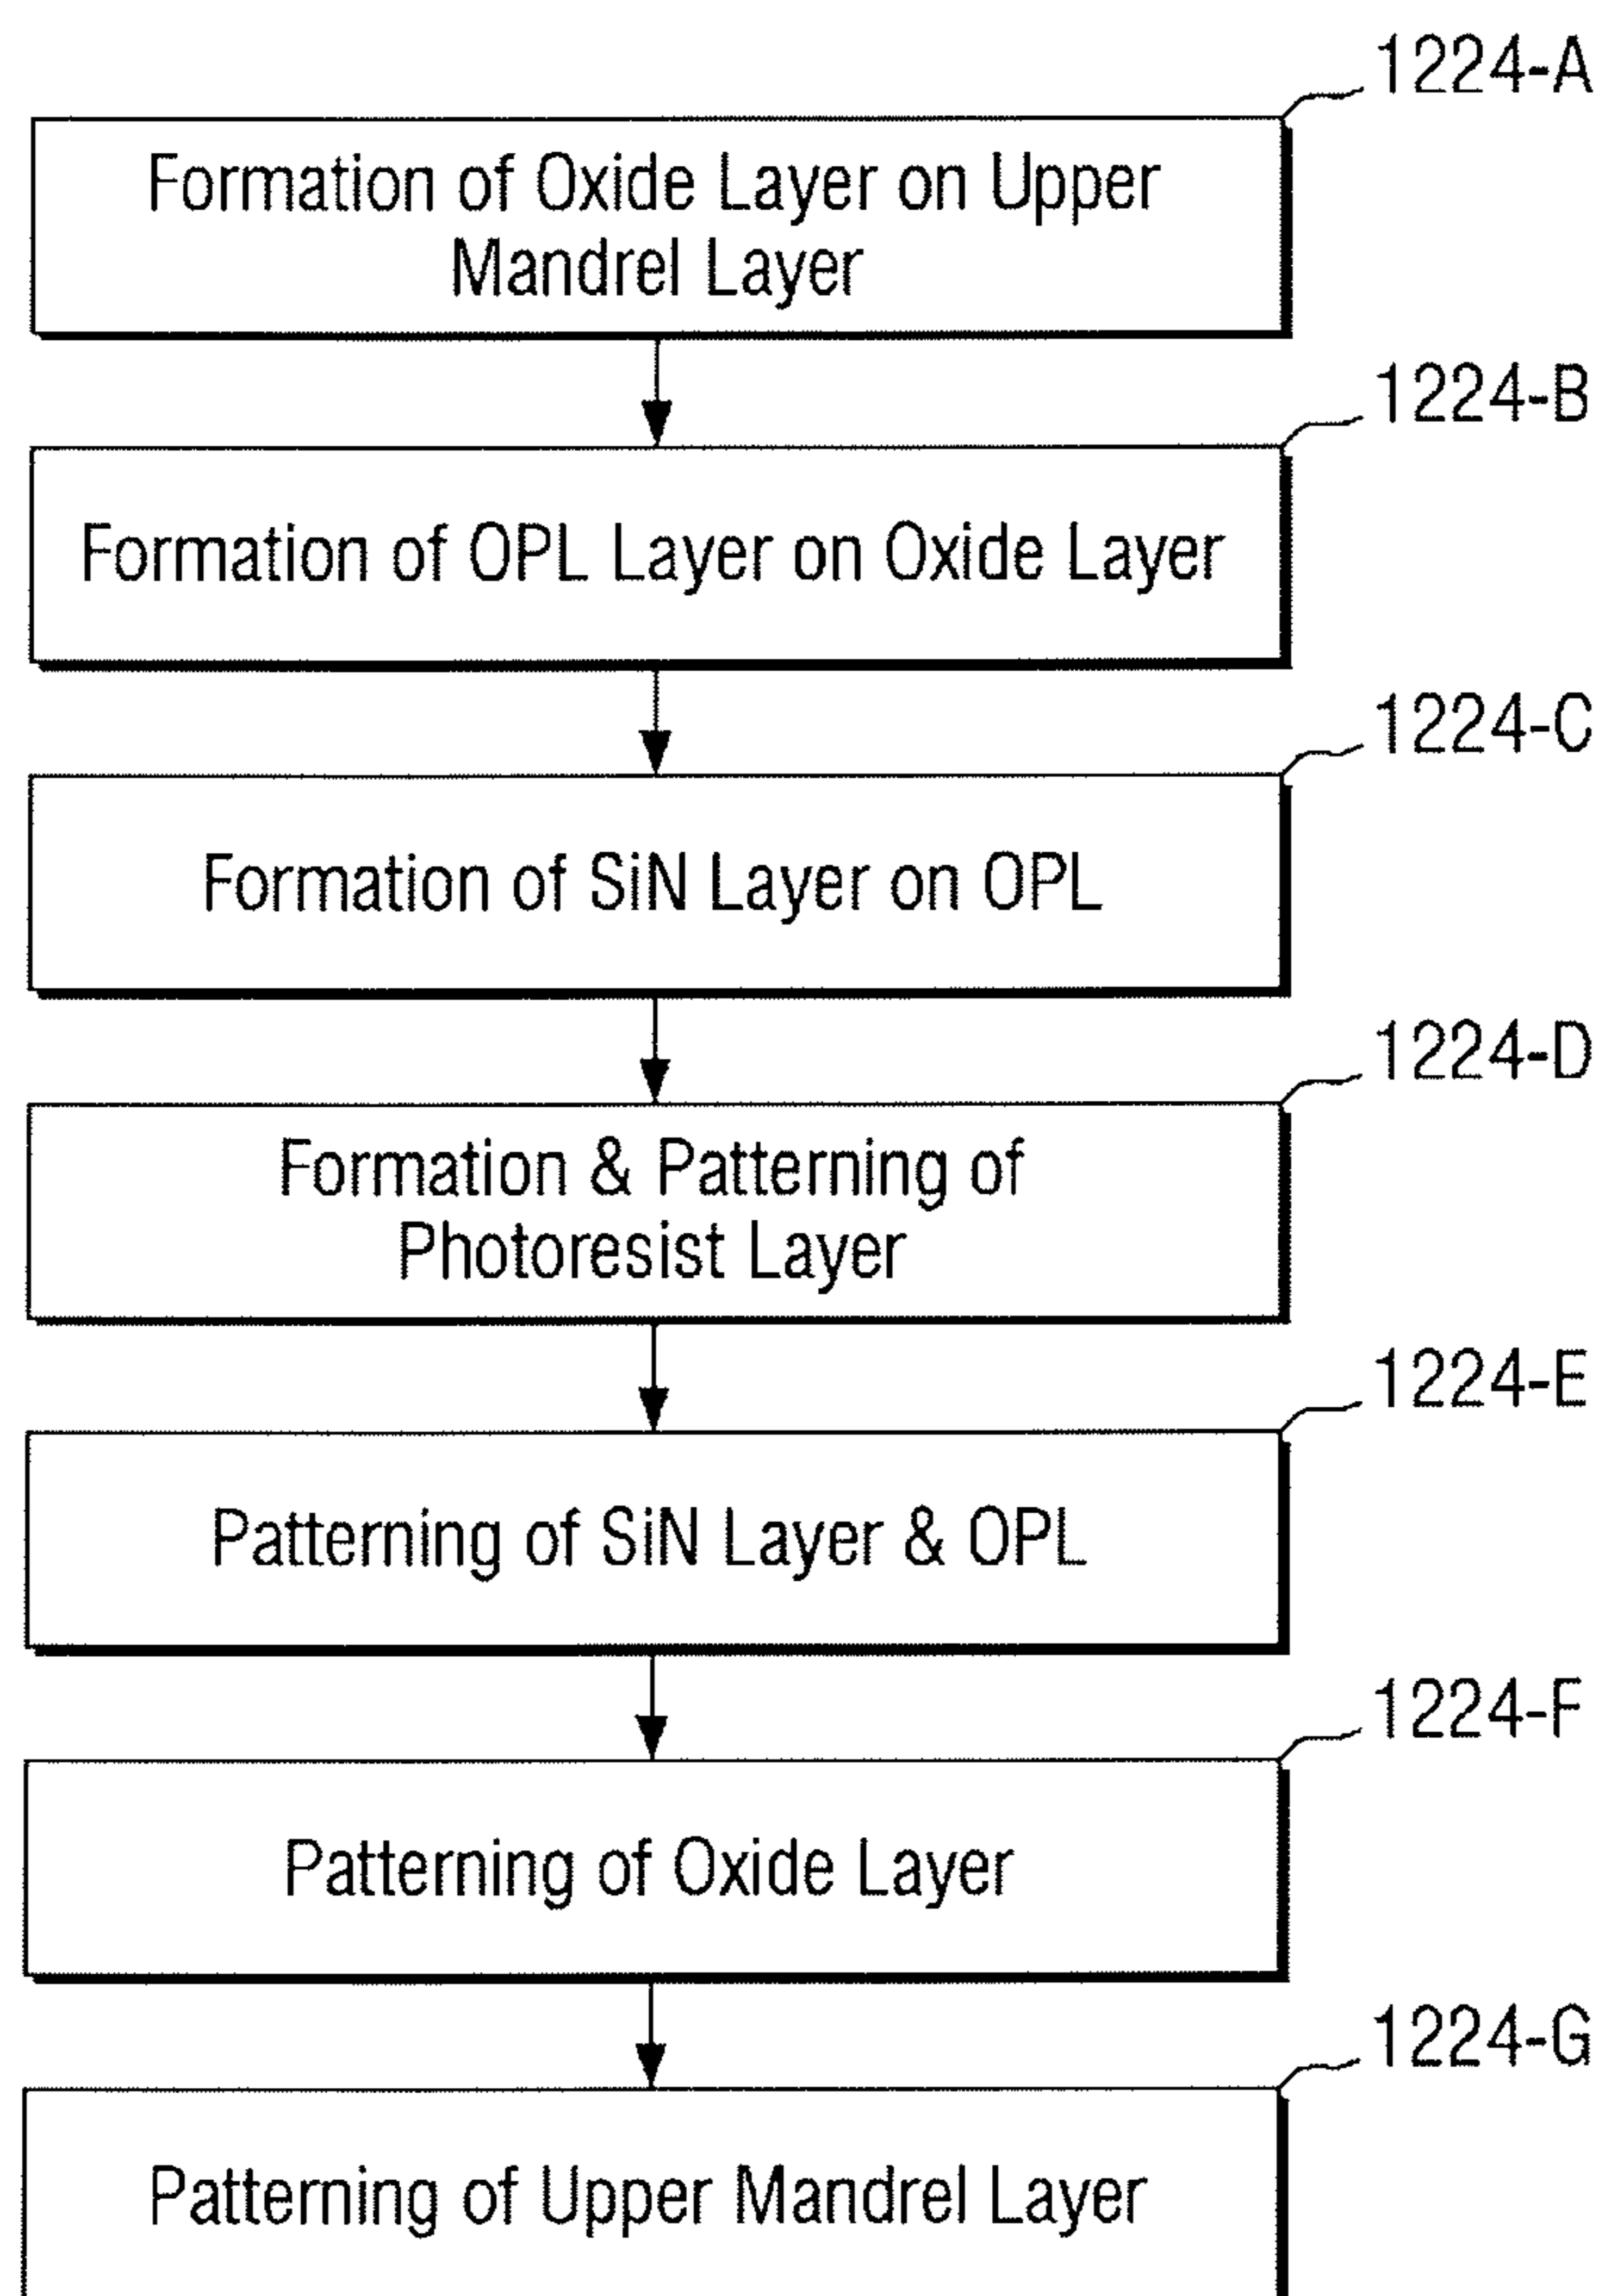 1224-A
Formation of Oxide Layer on Upper
Mandrel Layer
1224-B
Formation of OPL Layer on Oxide Layer
1224-C
Formation of SiN Layer on OPL
1224-D
Formation & Patterning of
Photoresist Layer
1224-E
Patterning of SiN Layer & OPL
1224-F
Patterning of Oxide Layer
1224-G
Patterning of Upper Mandrel Layer